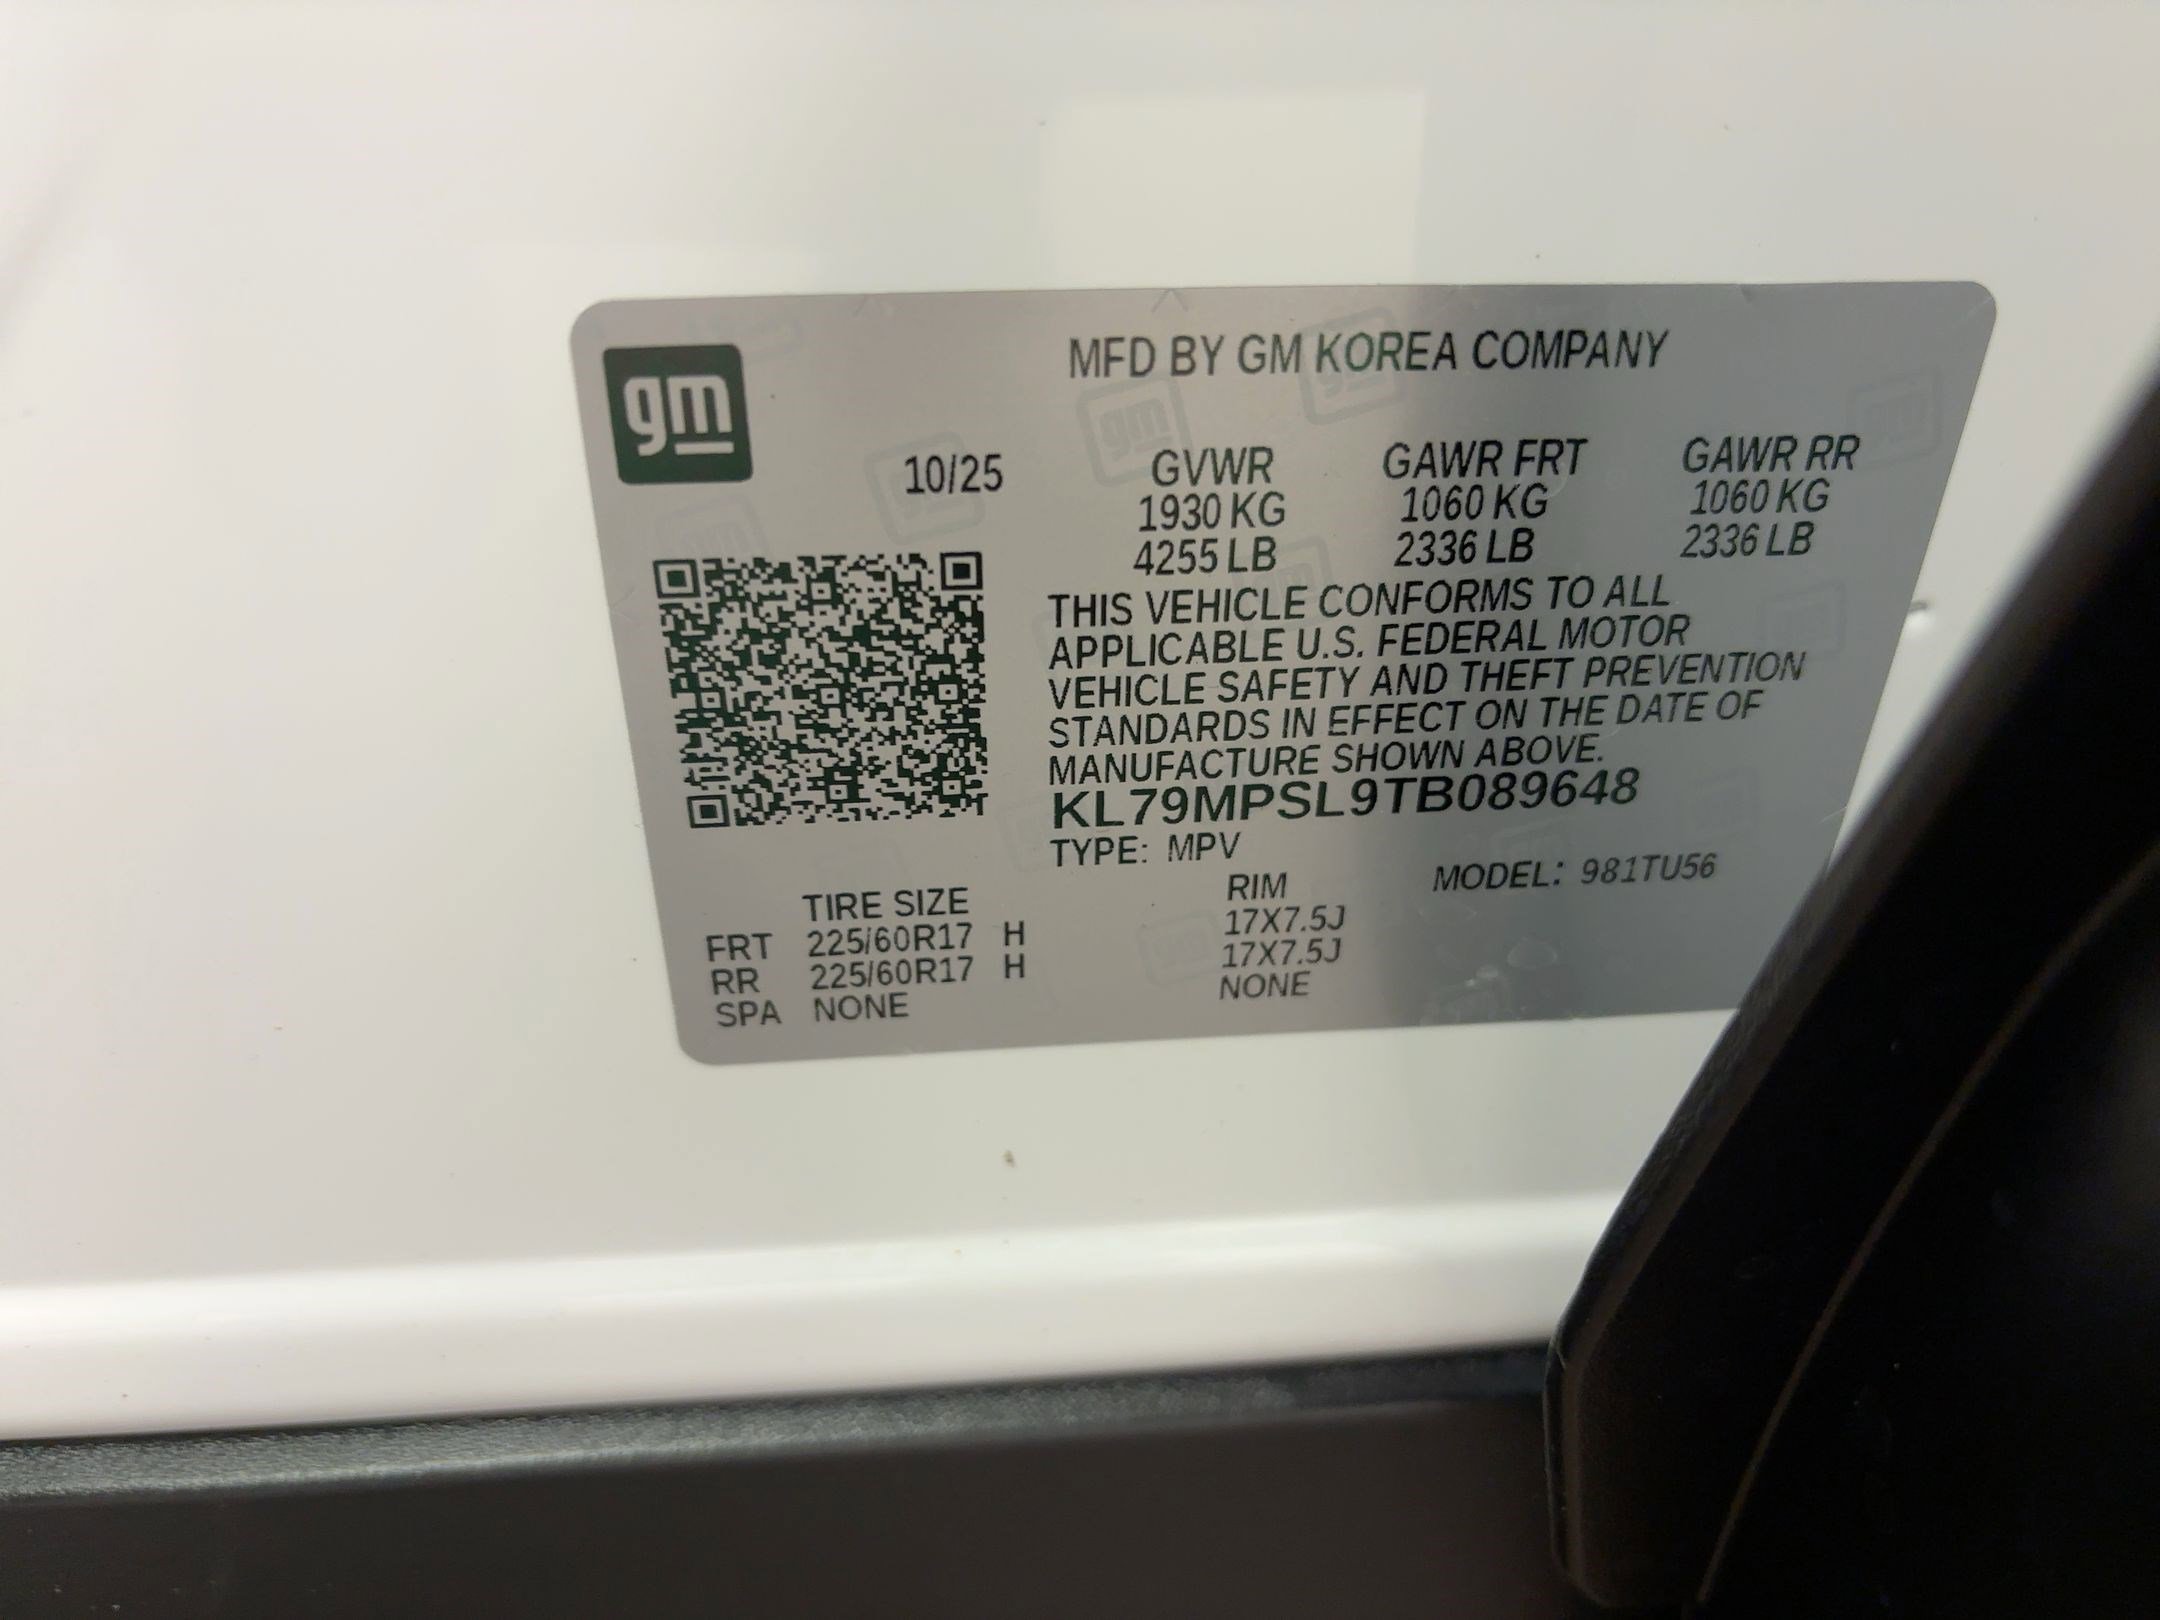 gm
MFD BY GM KOREA COMPANY
10/25
GVWR GAWR FRT GAWR RR
1930 KG 1060 KG 1060 KG
4255 LB 2336 LB 2336 LB
THIS VEHICLE CONFORMS TO ALL
APPLICABLE U.S. FEDERAL MOTOR
VEHICLE SAFETY AND THEFT PREVENTION
STANDARDS IN EFFECT ON THE DATE OF
MANUFACTURE SHOWN ABOVE.
KL79MPSL9TB089648
TYPE: MPV
MODEL: 981TU56
TIRE SIZE RIM
FRT 225/60R17 H 17X7.5J
RR 225/60R17 H 17X7.5J
SPA NONE NONE